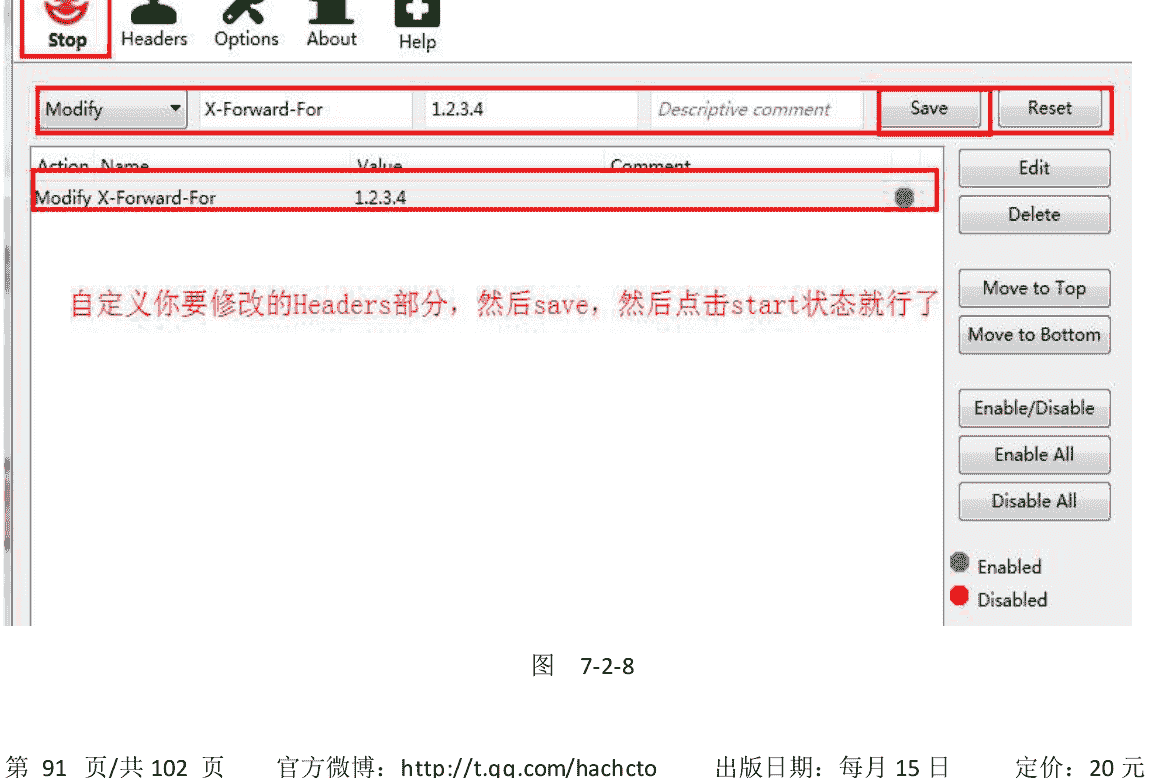 Stop Headers Options About Help
Modify X-Forward-For 1.2.3.4 Descriptive comment Save Reset
Action Name Value Comment
Modify X-Forward-For 1.2.3.4
Edit
Delete
自定义你要修改的Headers部分，然后save，然后点击start状态就行了
Move to Top
Move to Bottom
Enable/Disable
Enable All
Disable All
Enabled
Disabled
图 7-2-8
第 91 页/共 102 页 官方微博：http://t.qq.com/hachcto 出版日期：每月 15 日 定价：20 元